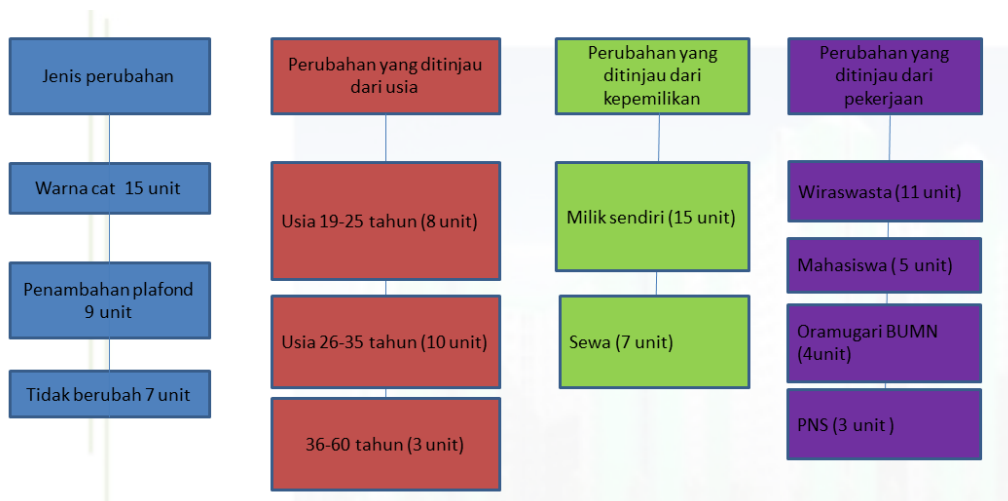 Jenis perubahan
Warna cat 15 unit
Penambahan plafond
9 unit
Tidak berubah 7 unit
Perubahan yang ditinjau
dari usia
Usia 19-25 tahun (8 unit)
Usia 26-35 tahun (10 unit)
36-60 tahun (3 unit)
Perubahan yang
ditinjau dari
kepemilikan
Milik sendiri (15 unit)
Sewa (7 unit)
Perubahan yang
ditinjau dari
pekerjaan
Wiraswasta (11 unit)
Mahasiswa ( 5 unit)
Oramugari BUMN
(4unit)
PNS (3 unit )